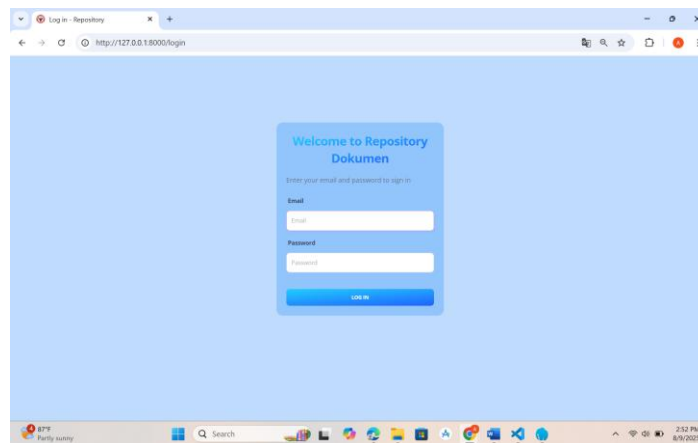 Log in - Repository
http://127.0.0.1:8000/login
Welcome to Repository
Dokumen
Enter your email and password to sign in
Email
Email
Password
Password
LOG IN
87°F
Partly sunny
Search
2:52 PM